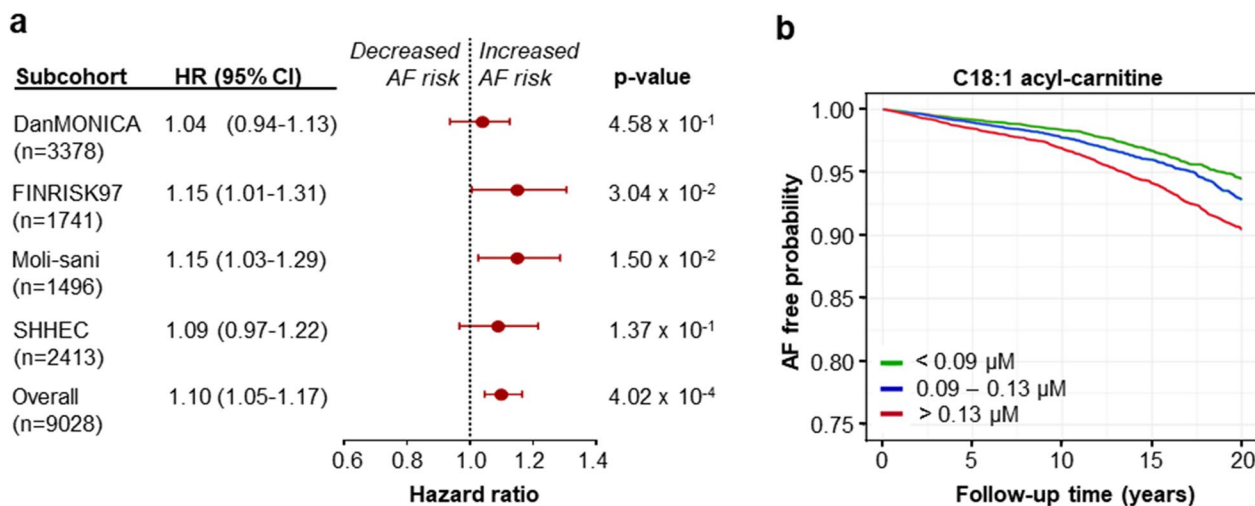 a
Decreased Increased
AF risk AF risk
Subcohort HR (95% CI) p-value
DanMONICA 1.04 (0.94-1.13) 4.58 x 10⁻¹
(n=3378)
FINRISK97 1.15 (1.01-1.31) 3.04 x 10⁻²
(n=1741)
Moli-sani 1.15 (1.03-1.29) 1.50 x 10⁻²
(n=1496)
SHHEC 1.09 (0.97-1.22) 1.37 x 10⁻¹
(n=2413)
Overall 1.10 (1.05-1.17) 4.02 x 10⁻⁴
(n=9028)
0.6 0.8 1.0 1.2 1.4
Hazard ratio
b
C18:1 acyl-carnitine
AF free probability
1.00
0.95
0.90
0.85
0.80
0.75
< 0.09 µM
0.09 – 0.13 µM
> 0.13 µM
0 5 10 15 20
Follow-up time (years)